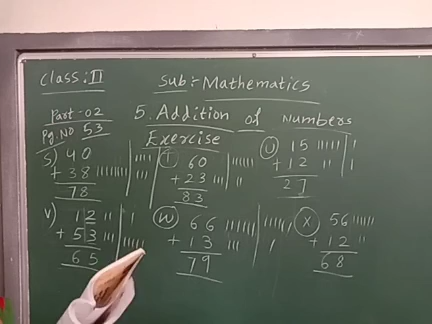 Class: II
Sub:- Mathematics
Part-02
5. Addition of Numbers
Pg. No 53
Exercise
S) 40
+ 38
78
T 60
+ 23
83
U 15
+ 12
27
V) 12
+ 53
65
W 66
+ 13
79
X 56
+ 12
68